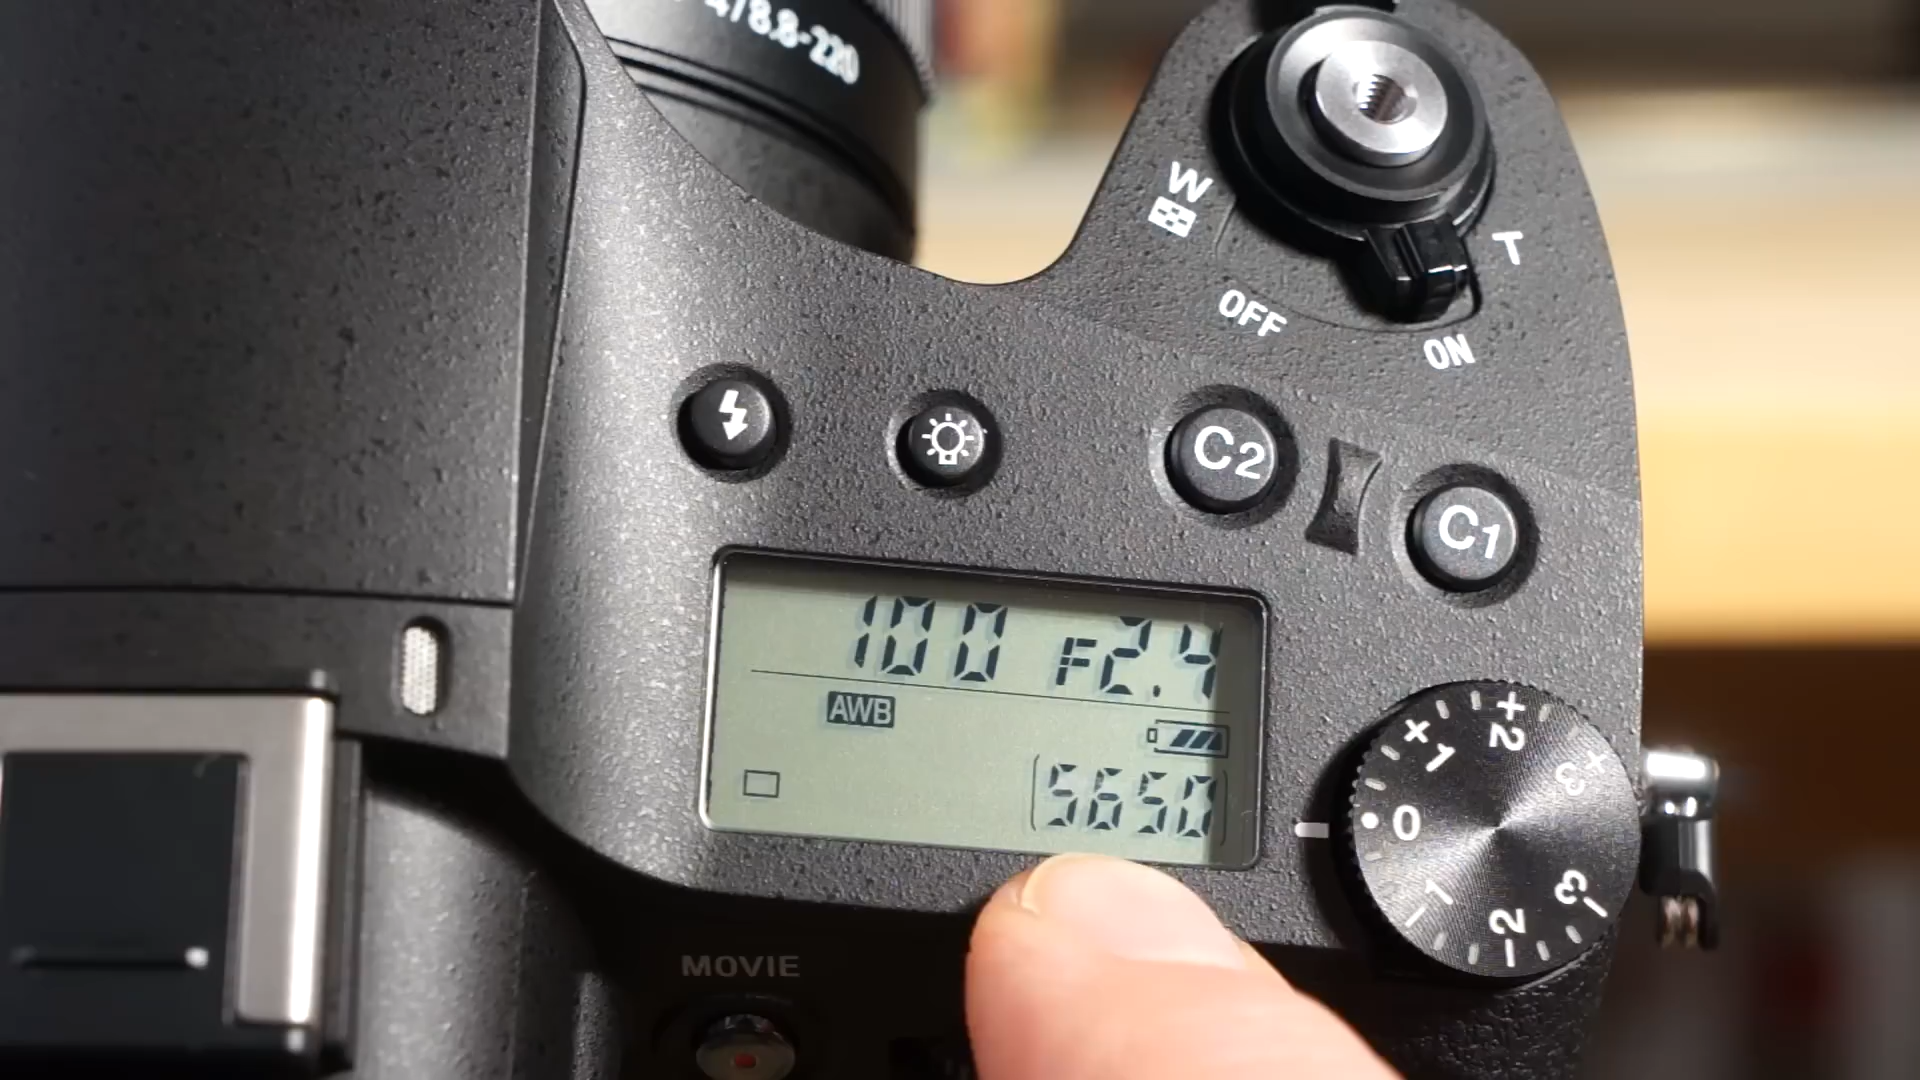 4/8.8-220
W
T
OFF
ON
C2
C1
100 F2.4
AWB
5650
+1 +2 +3
0
1 2 3
MOVIE